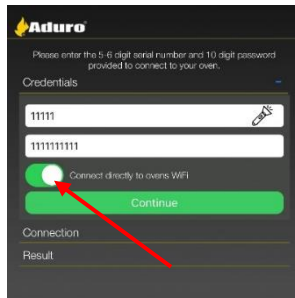 Aduro
Please enter the 5-6 digit serial number and 10 digit password
provided to connect to your oven.
Credentials -
11111
1111111111
Connect directly to ovens WiFi
Continue
Connection
Result